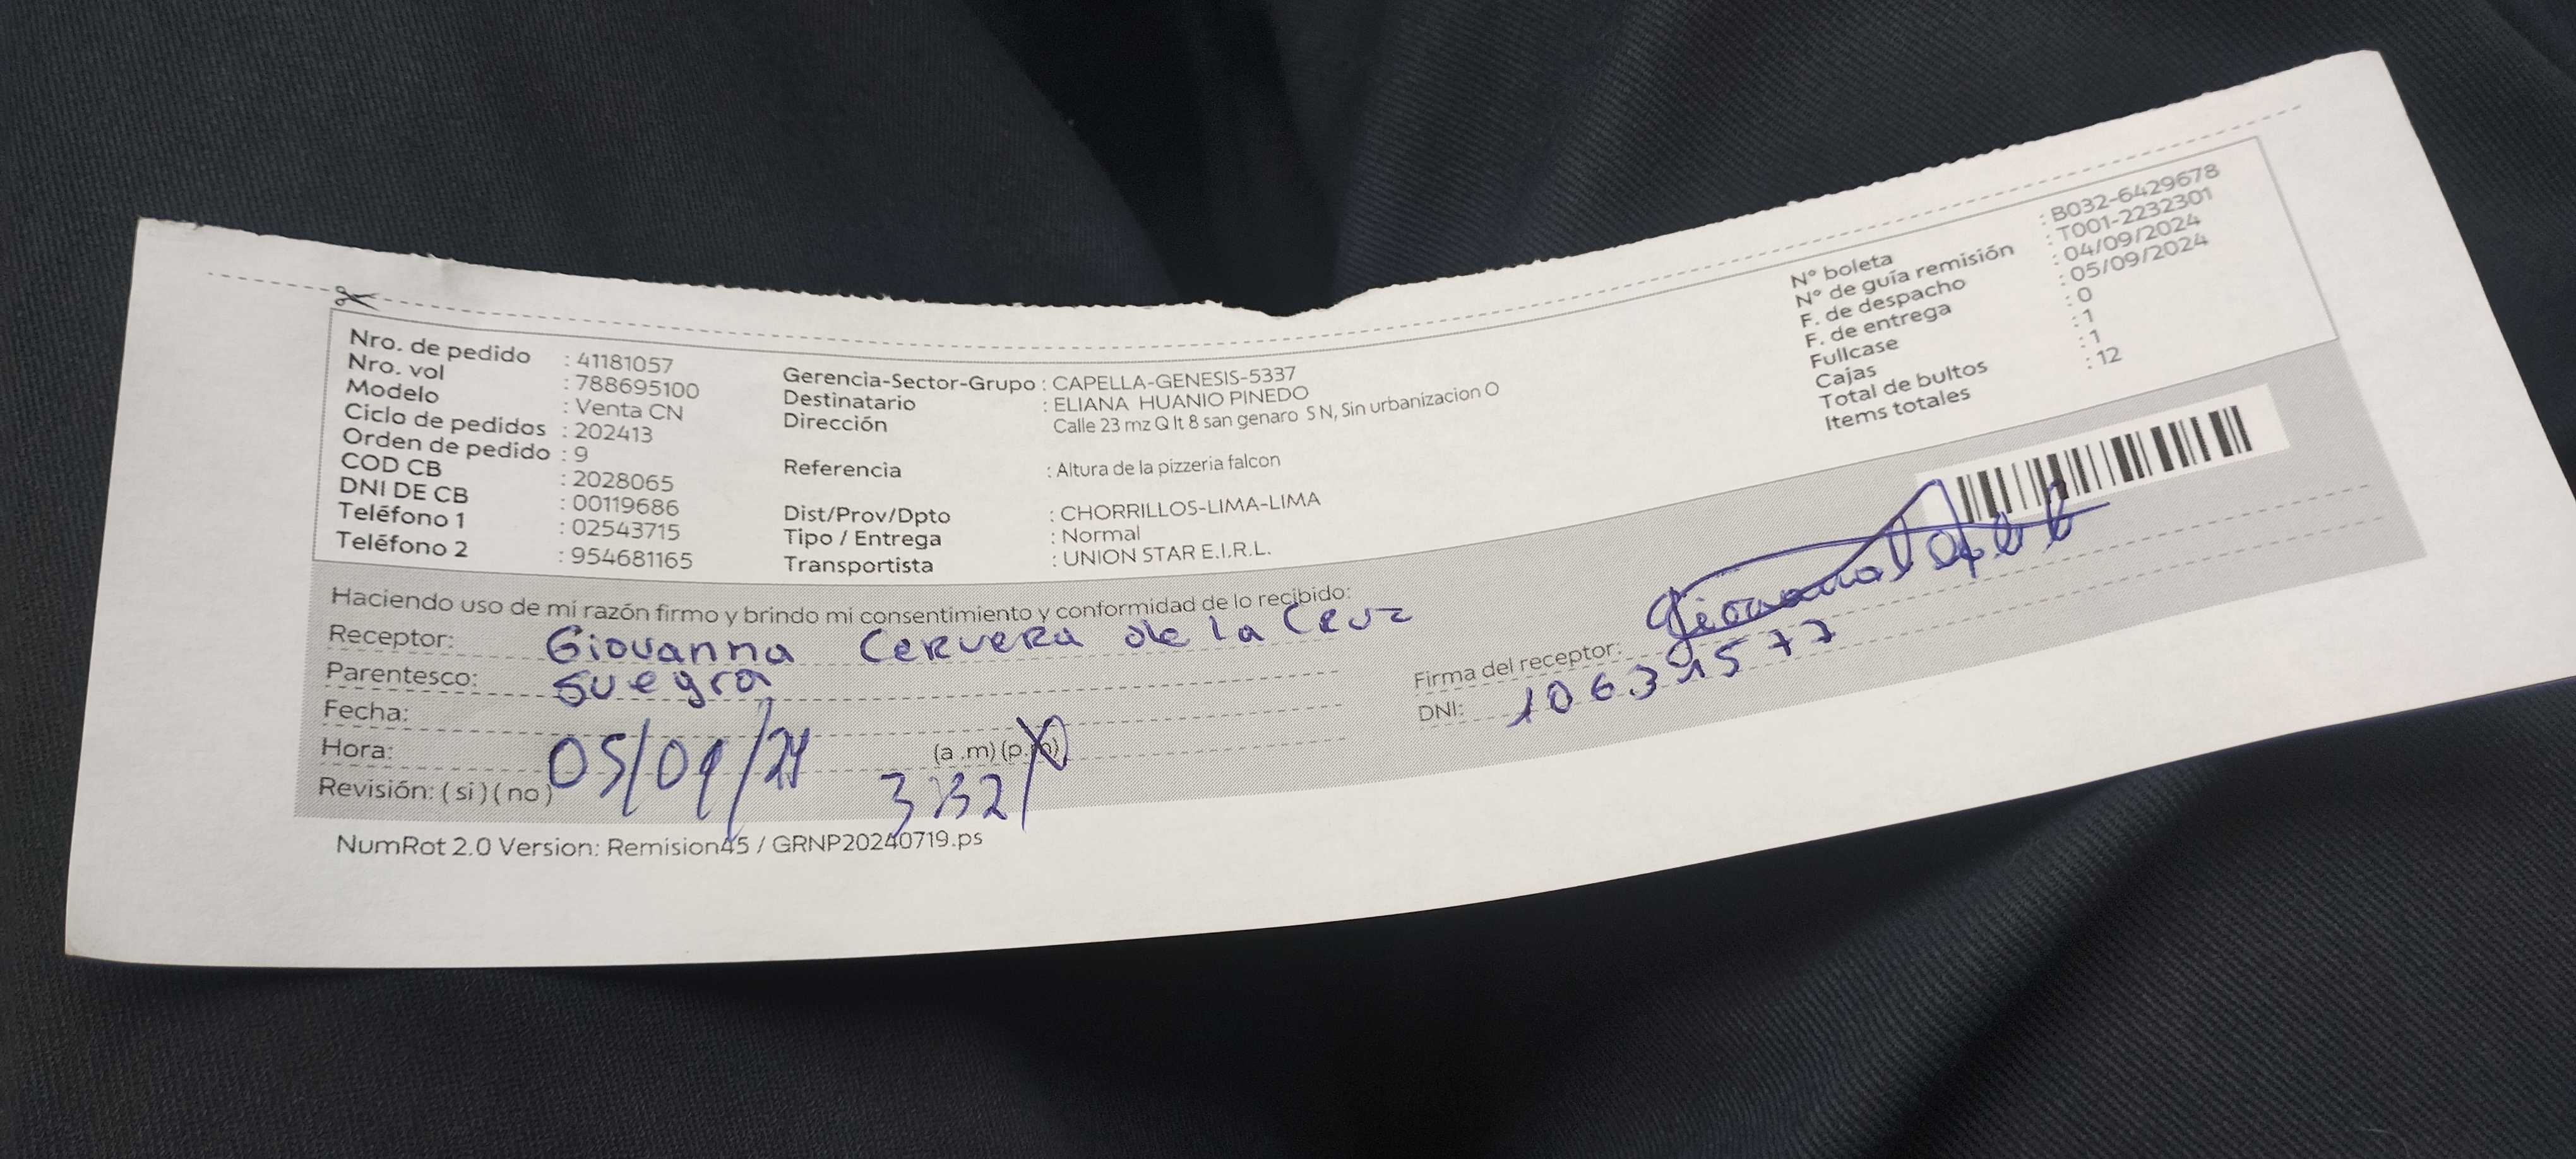 Nro. de pedido : 41181057
Nro. vol : 788695100
Modelo : Venta CN
Ciclo de pedidos : 202413
Orden de pedido : 9
COD CB : 2028065
DNI DE CB : 00119686
Teléfono 1 : 02543715
Teléfono 2 : 954681165
Gerencia-Sector-Grupo : CAPELLA-GENESIS-5337
Destinatario : ELIANA HUANIO PINEDO
Dirección Calle 23 mz Q lt 8 san genaro S N, Sin urbanizacion O
Referencia : Altura de la pizzeria falcon
Dist/Prov/Dpto : CHORRILLOS-LIMA-LIMA
Tipo / Entrega : Normal
Transportista : UNION STAR E.I.R.L.
N° boleta : B032-6429678
N° de guía remisión : T001-2232301
F. de despacho : 04/09/2024
F. de entrega : 05/09/2024
Fullcase : 0
Cajas : 1
Total de bultos : 1
Items totales : 12
Haciendo uso de mi razón firmo y brindo mi consentimiento y conformidad de lo recibido:
Receptor: Giovanna Cervera de la Cruz
Parentesco: Suegra
Fecha: 05/09/24
Hora: 3:32 (a .m) (p.m)
Revisión: ( si ) ( no )
Firma del receptor: Giovanna
DNI:
NumRot 2.0 Version: Remision45 / GRNP20240719.ps